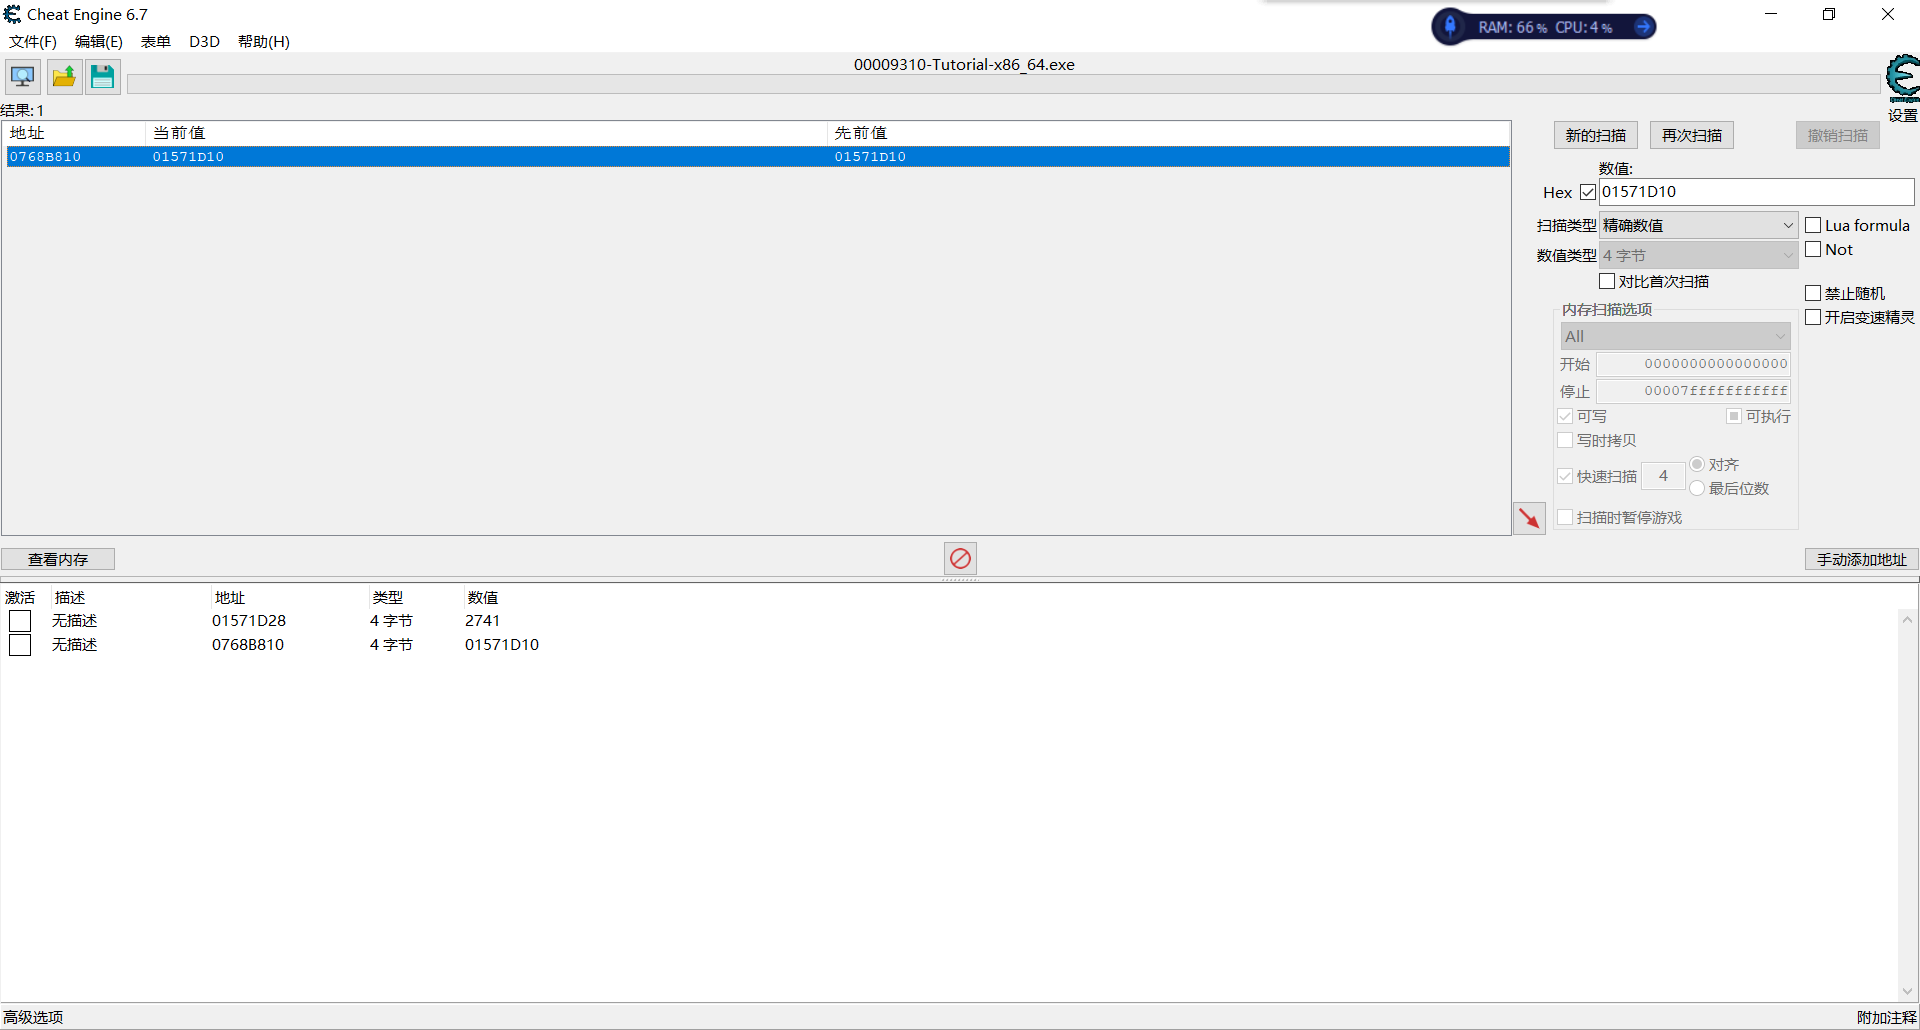 Cheat Engine 6.7
RAM: 66% CPU: 4%
文件(F) 编辑(E) 表单 D3D 帮助(H)
00009310-Tutorial-x86_64.exe
设置
结果: 1
地址 当前值 先前值
0768B810 01571D10 01571D10
新的扫描 再次扫描 撤销扫描
数值:
Hex 01571D10
扫描类型 精确数值 Lua formula
数值类型 4 字节 Not
对比首次扫描
禁止随机
内存扫描选项
开启变速精灵
All
开始 0000000000000000
停止 00007fffffffffff
可写 可执行
写时拷贝
快速扫描 4 对齐
最后位数
扫描时暂停游戏
查看内存 手动添加地址
激活 描述 地址 类型 数值
无描述 01571D28 4 字节 2741
无描述 0768B810 4 字节 01571D10
高级选项 附加注释